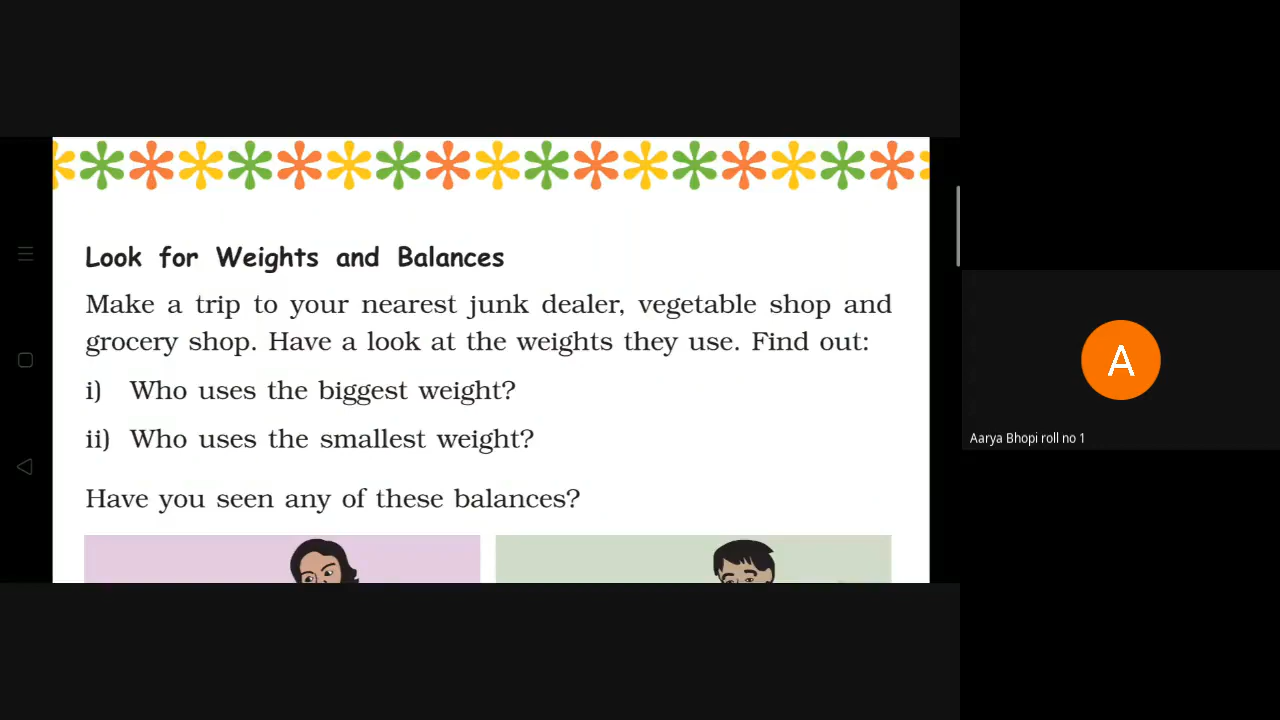 Look for Weights and Balances
Make a trip to your nearest junk dealer, vegetable shop and
grocery shop. Have a look at the weights they use. Find out:
i) Who uses the biggest weight?
ii) Who uses the smallest weight?
Have you seen any of these balances?
A
Aarya Bhopi roll no 1